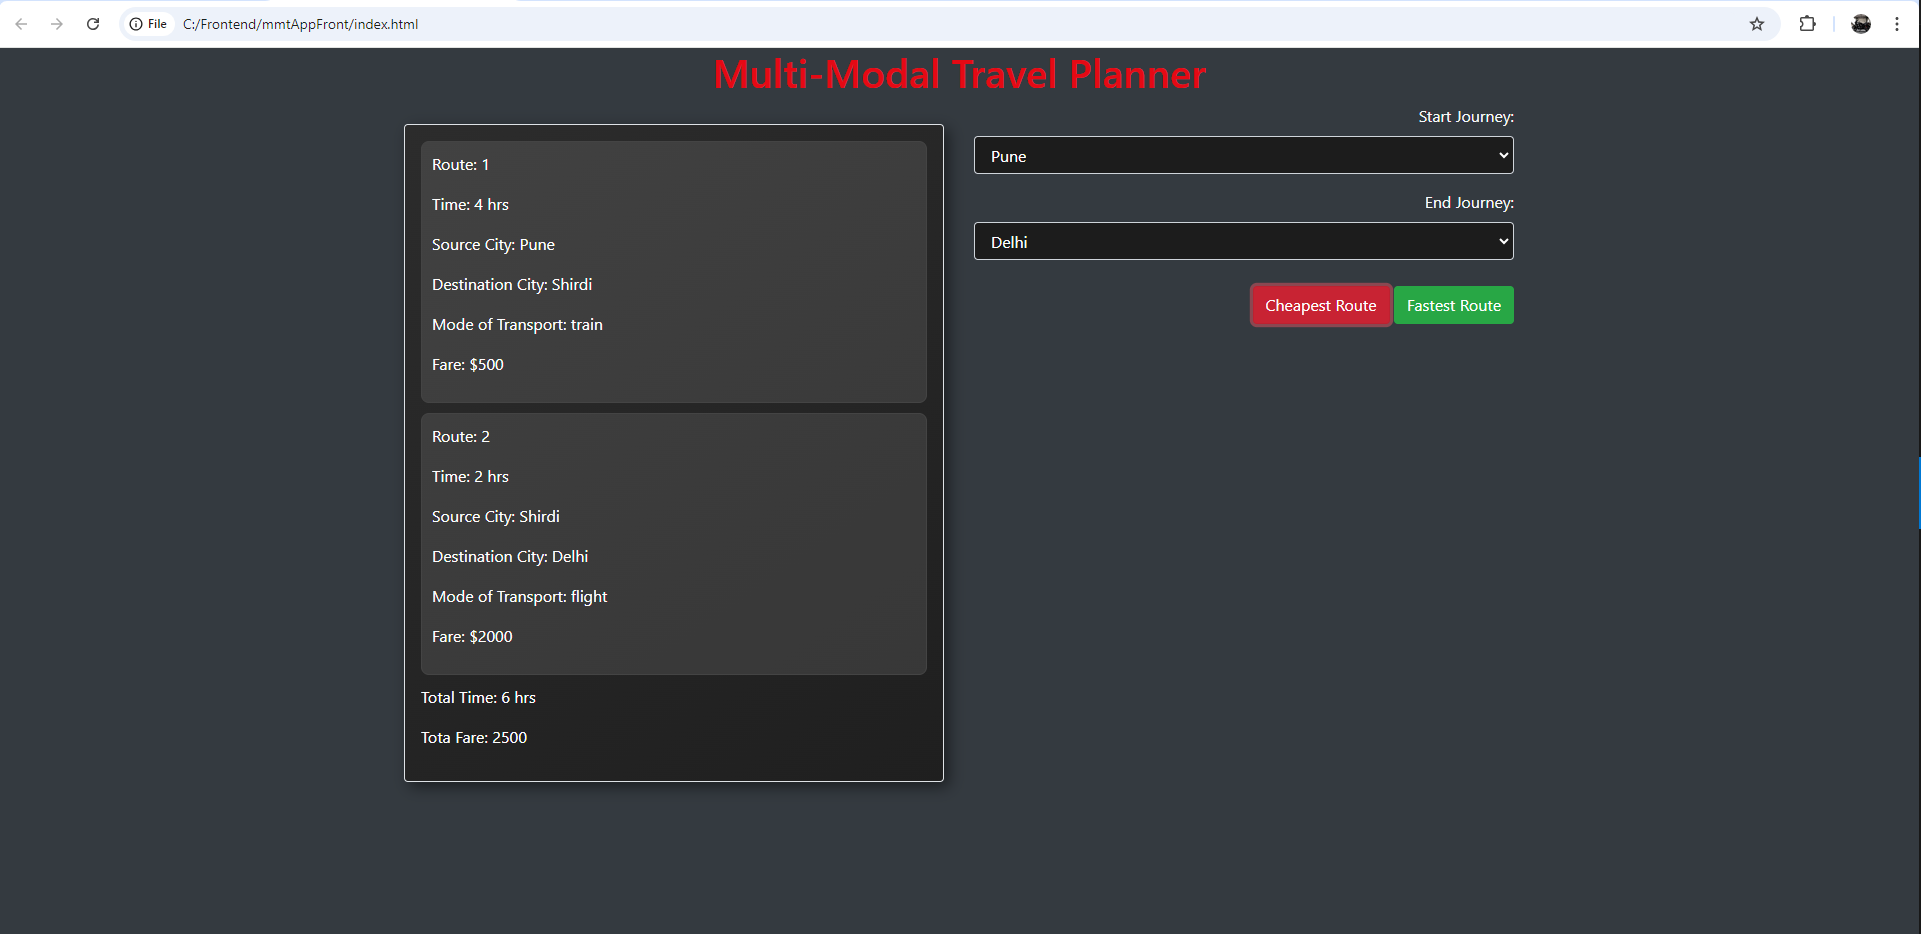 File C:/Frontend/mmtAppFront/index.html
Multi-Modal Travel Planner
Route: 1
Time: 4 hrs
Source City: Pune
Destination City: Shirdi
Mode of Transport: train
Fare: $500
Route: 2
Time: 2 hrs
Source City: Shirdi
Destination City: Delhi
Mode of Transport: flight
Fare: $2000
Total Time: 6 hrs
Tota Fare: 2500
Start Journey:
Pune
End Journey:
Delhi
Cheapest Route Fastest Route